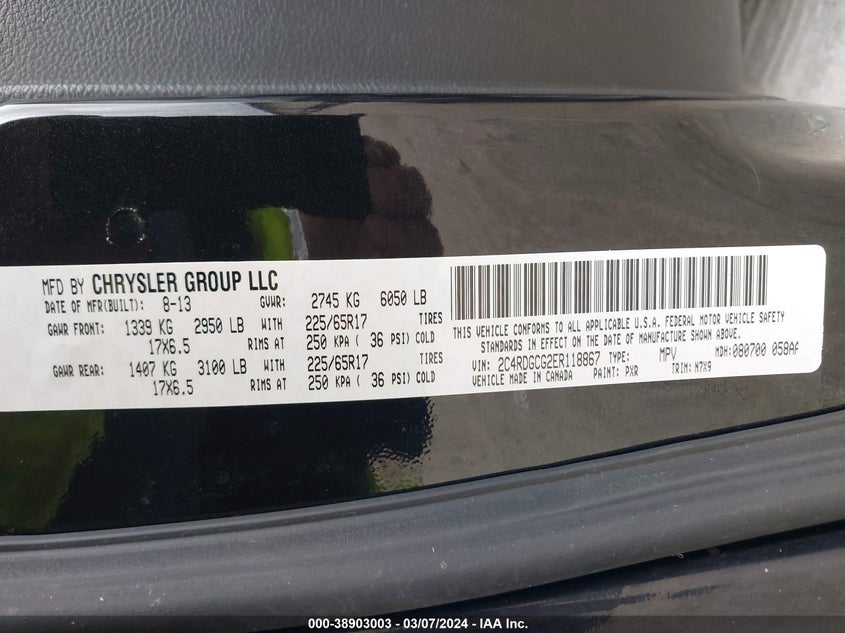 MFD BY CHRYSLER GROUP LLC
DATE OF MFR(BUILT): 8-13 GVWR: 2745 KG 6050 LB
GAWR FRONT: 1339 KG 2950 LB WITH 225/65R17 TIRES
17X6.5 RIMS AT 250 KPA ( 36 PSI) COLD
GAWR REAR: 1407 KG 3100 LB WITH 225/65R17 TIRES
17X6.5 RIMS AT 250 KPA ( 36 PSI) COLD
THIS VEHICLE CONFORMS TO ALL APPLICABLE U.S.A. FEDERAL MOTOR VEHICLE SAFETY
STANDARDS IN EFFECT ON THE DATE OF MANUFACTURE SHOWN ABOVE.
VIN: 2C4RDGCG2ER118867 TYPE: MPV MDH:080700 058AA
VEHICLE MADE IN CANADA PAINT: PXR TRIM: N7X9
000-38903003 — 03/07/2024 — IAA Inc.